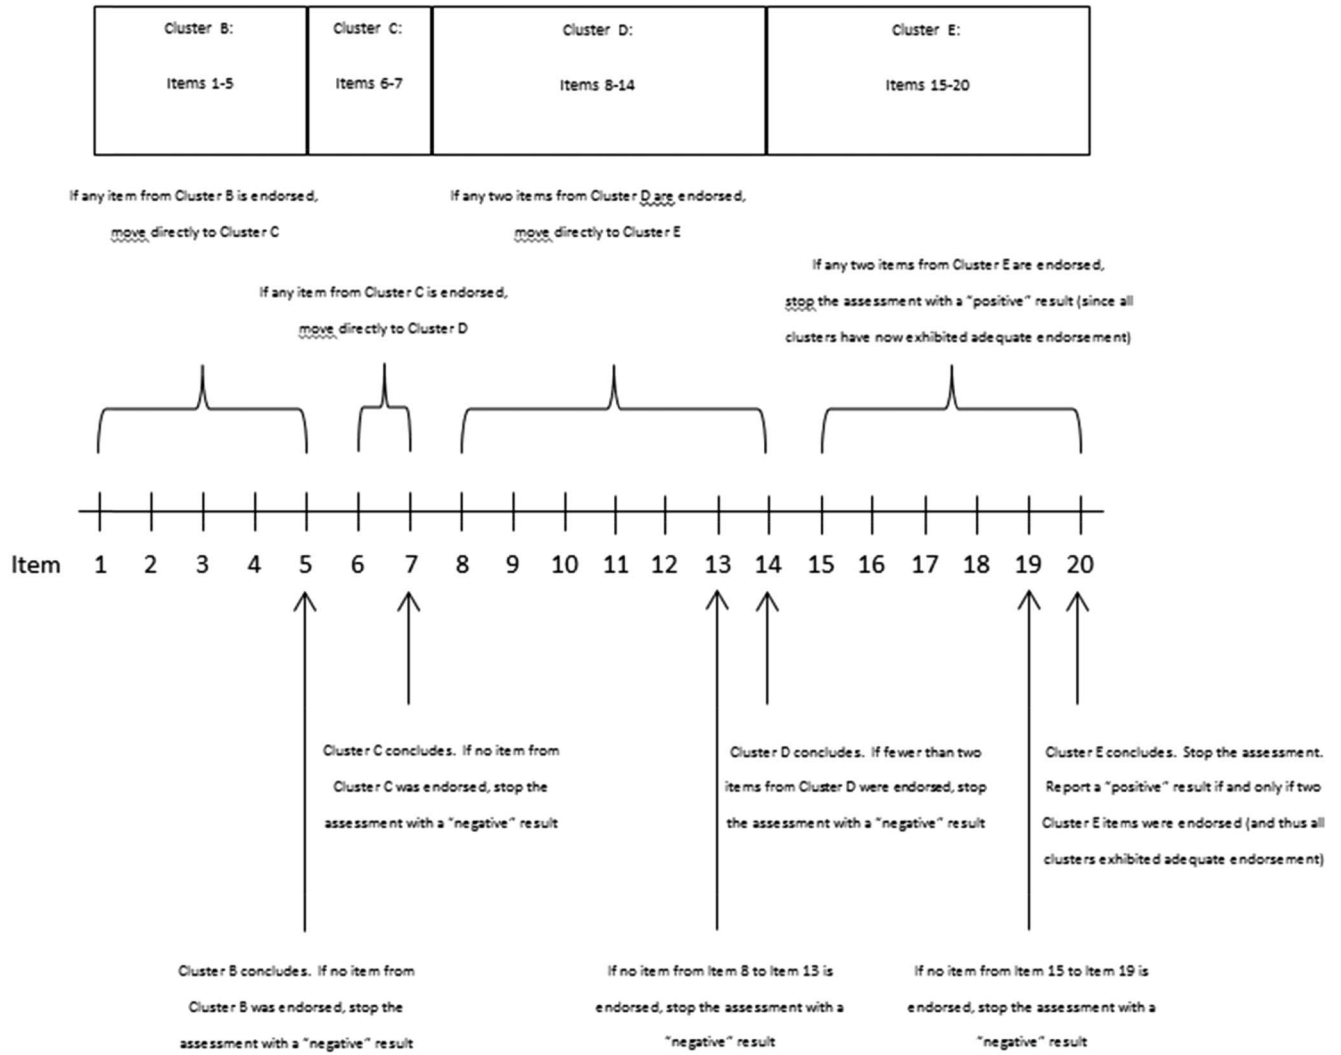 Cluster B:
Items 1-5
Cluster C:
Items 6-7
Cluster D:
Items 8-14
Cluster E:
Items 15-20
If any item from Cluster B is endorsed,
move directly to Cluster C
If any two items from Cluster D are endorsed,
move directly to Cluster E
If any item from Cluster C is endorsed,
move directly to Cluster D
If any two items from Cluster E are endorsed,
stop the assessment with a "positive" result (since all
clusters have now exhibited adequate endorsement)
Item 1 2 3 4 5 6 7 8 9 10 11 12 13 14 15 16 17 18 19 20
Cluster C concludes. If no item from
Cluster C was endorsed, stop the
assessment with a "negative" result
Cluster D concludes. If fewer than two
items from Cluster D were endorsed, stop
the assessment with a "negative" result
Cluster E concludes. Stop the assessment.
Report a "positive" result if and only if two
Cluster E items were endorsed (and thus all
clusters exhibited adequate endorsement)
Cluster B concludes. If no item from
Cluster B was endorsed, stop the
assessment with a "negative" result
If no item from Item 8 to Item 13 is
endorsed, stop the assessment with a
"negative" result
If no item from Item 15 to Item 19 is
endorsed, stop the assessment with a
"negative" result